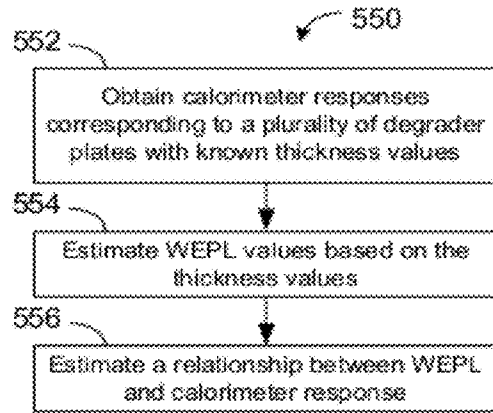 550
552
Obtain calorimeter responses
corresponding to a plurality of degrader
plates with known thickness values
554
Estimate WEPL values based on the
thickness values
556
Estimate a relationship between WEPL
and calorimeter response